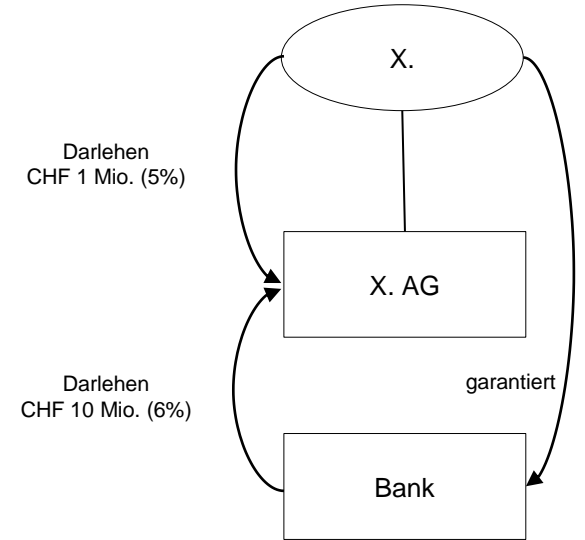 X.
Darlehen
CHF 1 Mio. (5%)
X. AG
Darlehen
CHF 10 Mio. (6%)
garantiert
Bank